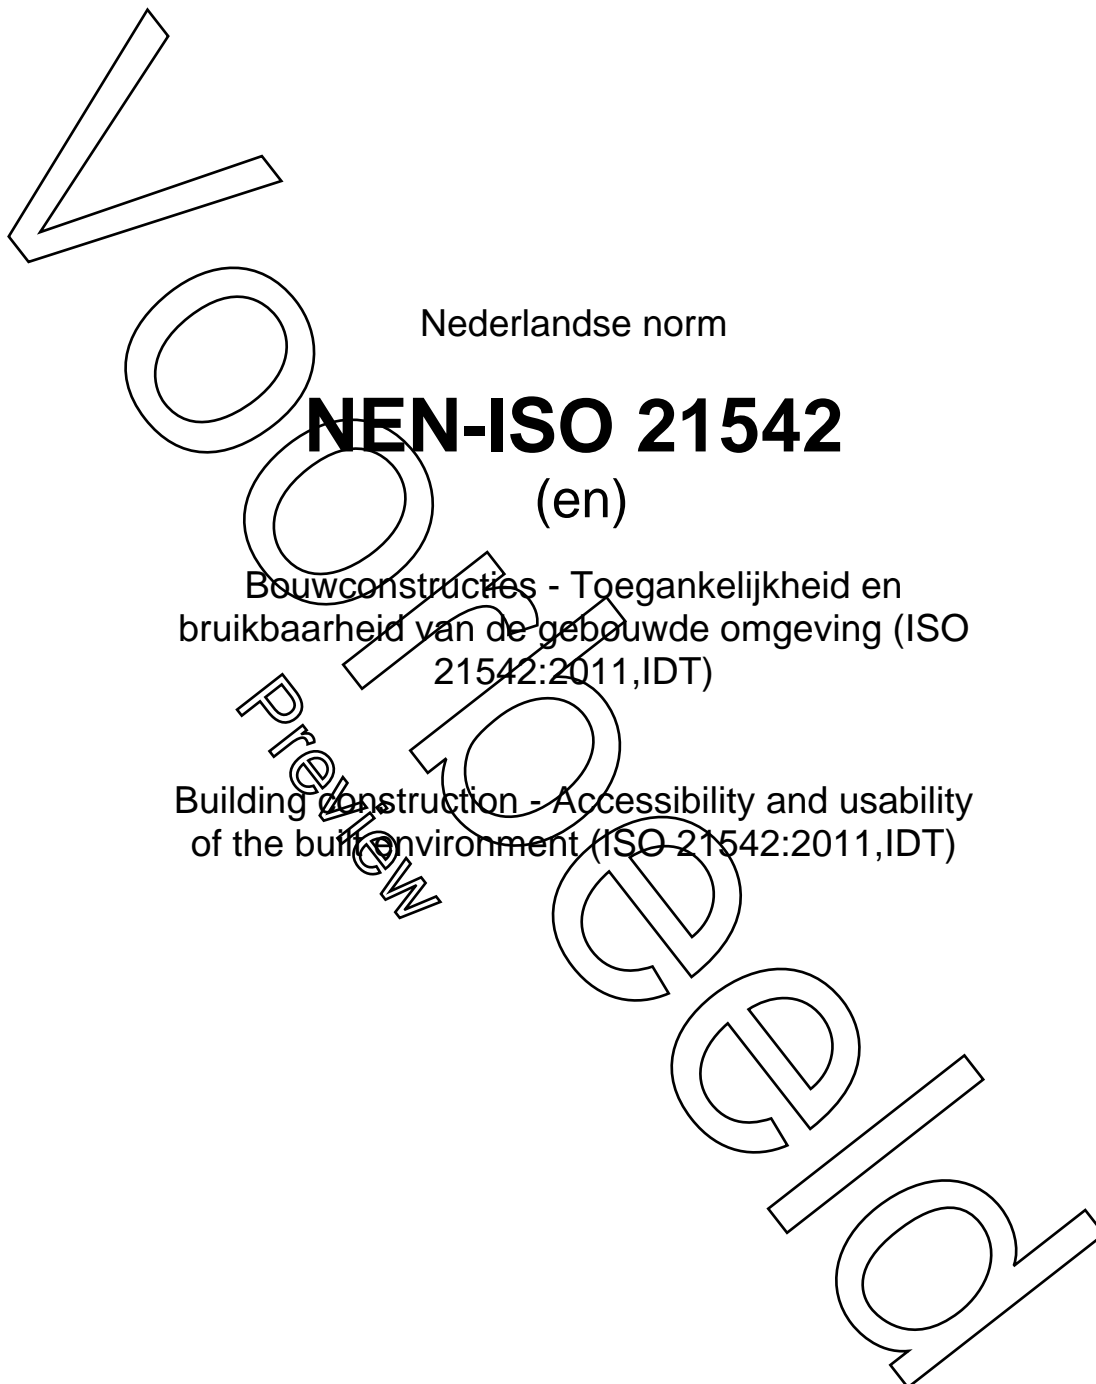 Nederlandse norm
NEN-ISO 21542
(en)
Bouwconstructies - Toegankelijkheid en
bruikbaarheid van de gebouwde omgeving (ISO
21542:2011,IDT)
Building construction - Accessibility and usability
of the built environment (ISO 21542:2011,IDT)
Voorbeeld
Preview